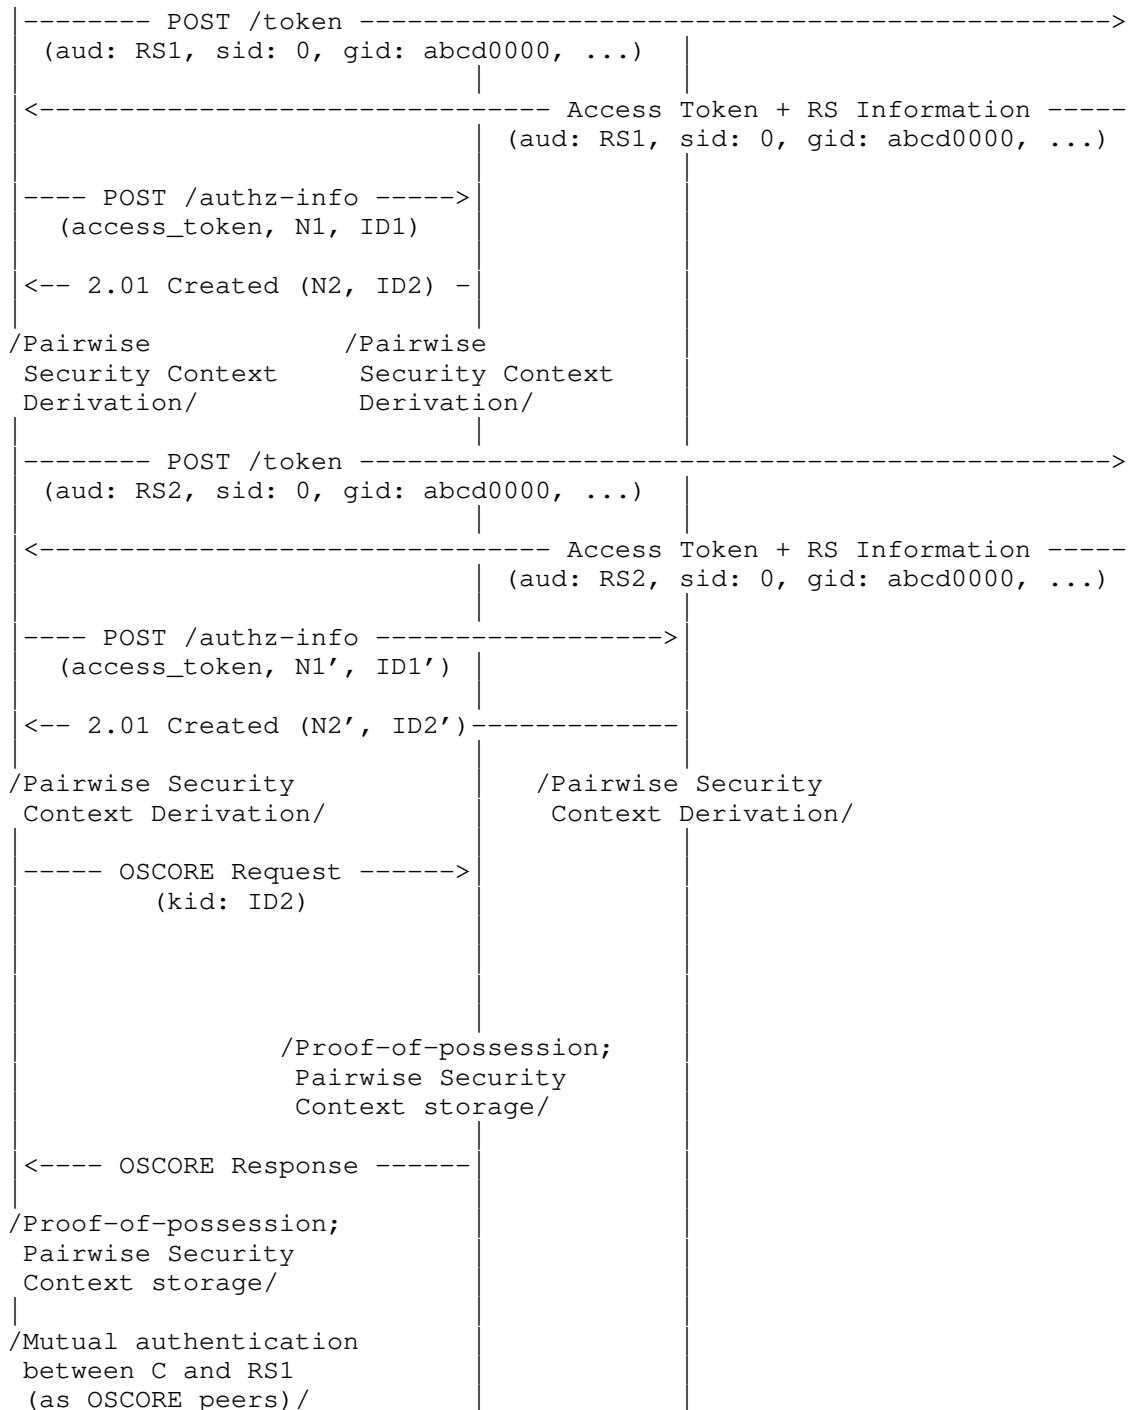 |-------- POST /token ----------------------------------------------->
(aud: RS1, sid: 0, gid: abcd0000, ...)
<-------------------------------- Access Token + RS Information -----
(aud: RS1, sid: 0, gid: abcd0000, ...)
---- POST /authz-info ----->
(access_token, N1, ID1)
<-- 2.01 Created (N2, ID2) -
/Pairwise /Pairwise
Security Context Security Context
Derivation/ Derivation/
-------- POST /token ----------------------------------------------->
(aud: RS2, sid: 0, gid: abcd0000, ...)
<-------------------------------- Access Token + RS Information -----
(aud: RS2, sid: 0, gid: abcd0000, ...)
---- POST /authz-info ------------------>
(access_token, N1', ID1')
<-- 2.01 Created (N2', ID2')-------------
/Pairwise Security /Pairwise Security
Context Derivation/ Context Derivation/
----- OSCORE Request ------>
(kid: ID2)
/Proof-of-possession;
Pairwise Security
Context storage/
<---- OSCORE Response ------
/Proof-of-possession;
Pairwise Security
Context storage/
/Mutual authentication
between C and RS1
(as OSCORE peers)/